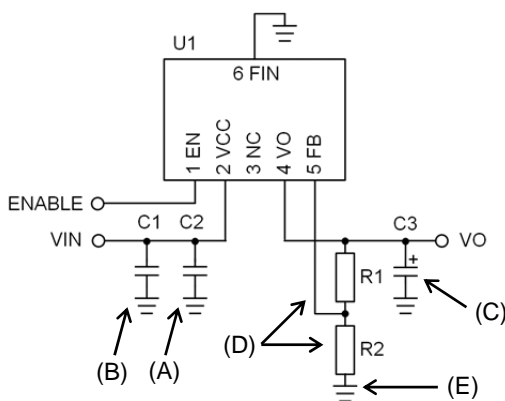 U1
6 FIN
1 EN
2 VCC
3 NC
4 VO
5 FB
ENABLE
C1
C2
C3
VIN
VO
+
R1
(C)
(B)
(A)
(D)
R2
(E)